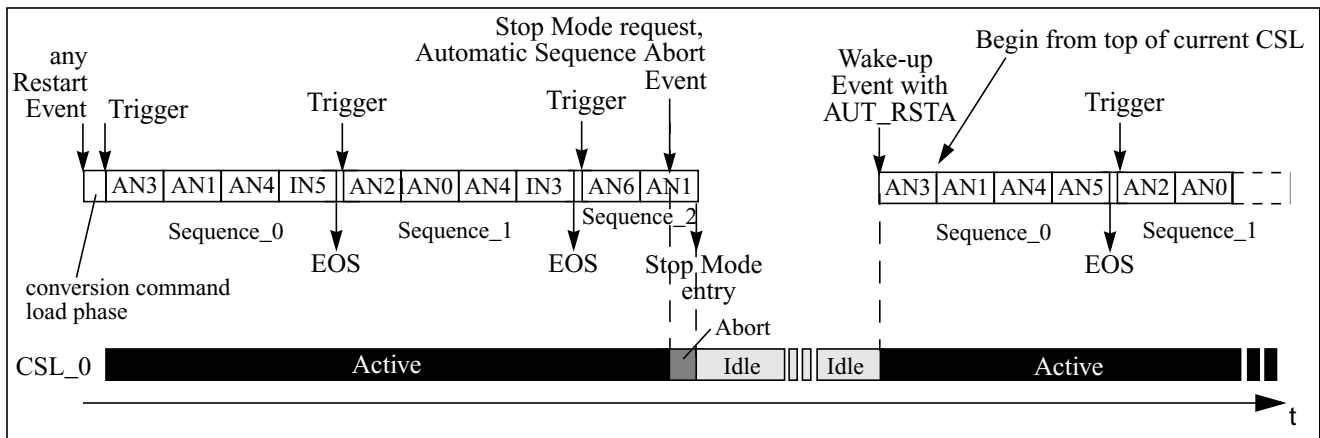 Stop Mode request,
Automatic Sequence Abort
Event
any
Restart
Event
Trigger
Trigger
Trigger
Wake-up
Event with
AUT_RSTA
Begin from top of current CSL
Trigger
AN3 AN1 AN4 IN5 AN21 AN0 AN4 IN3 AN6 AN1
AN3 AN1 AN4 AN5 AN2 AN0
Sequence_0
Sequence_1
Sequence_2
Sequence_0
Sequence_1
EOS
EOS
Stop Mode
entry
EOS
conversion command
load phase
Abort
CSL_0
Active
Idle
Idle
Active
t